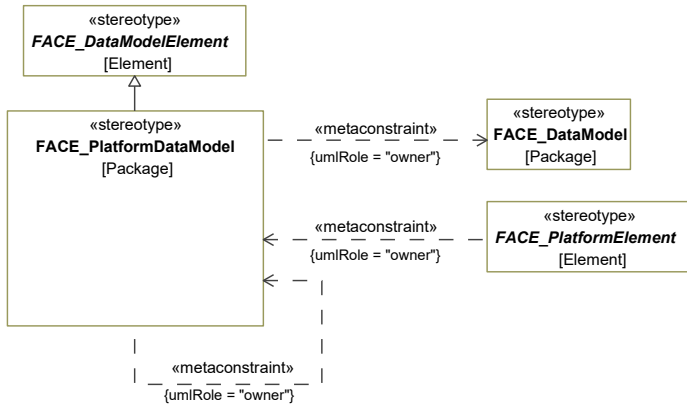 «stereotype»
FACE_DataModelElement
[Element]
«stereotype»
FACE_PlatformDataModel
[Package]
«metaconstraint»
{umlRole = "owner"}
«stereotype»
FACE_DataModel
[Package]
«metaconstraint»
{umlRole = "owner"}
«stereotype»
FACE_PlatformElement
[Element]
«metaconstraint»
{umlRole = "owner"}